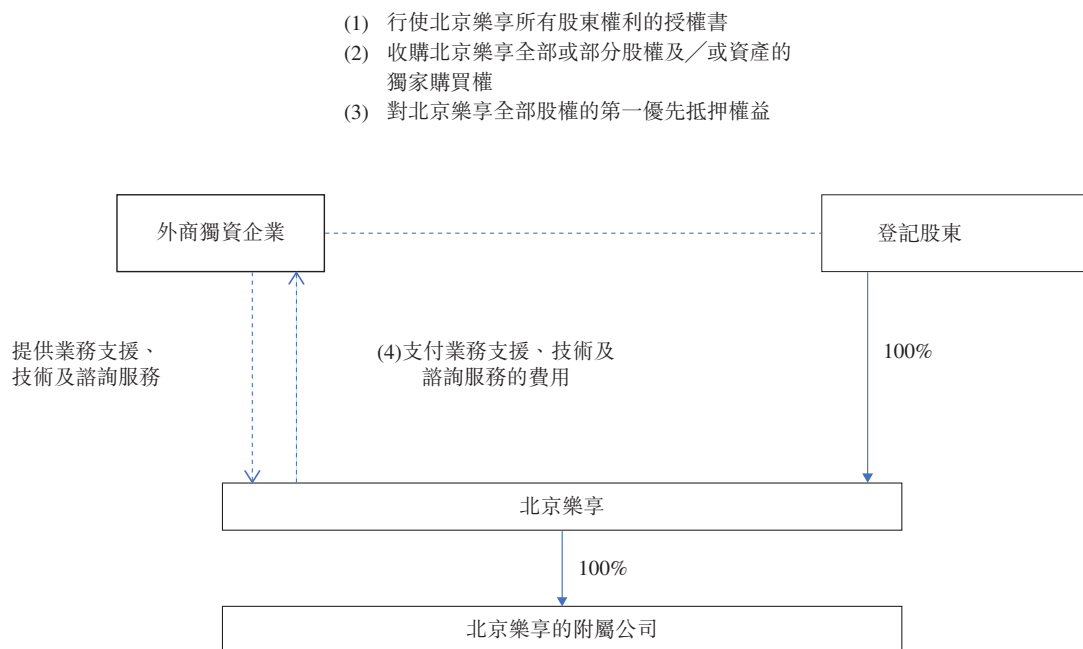 (1) 行使北京樂享所有股東權利的授權書
(2) 收購北京樂享全部或部分股權及╱或資產的
獨家購買權
(3) 對北京樂享全部股權的第一優先抵押權益
外商獨資企業
登記股東
提供業務支援、
技術及諮詢服務
(4)支付業務支援、技術及
諮詢服務的費用
100%
北京樂享
100%
北京樂享的附屬公司